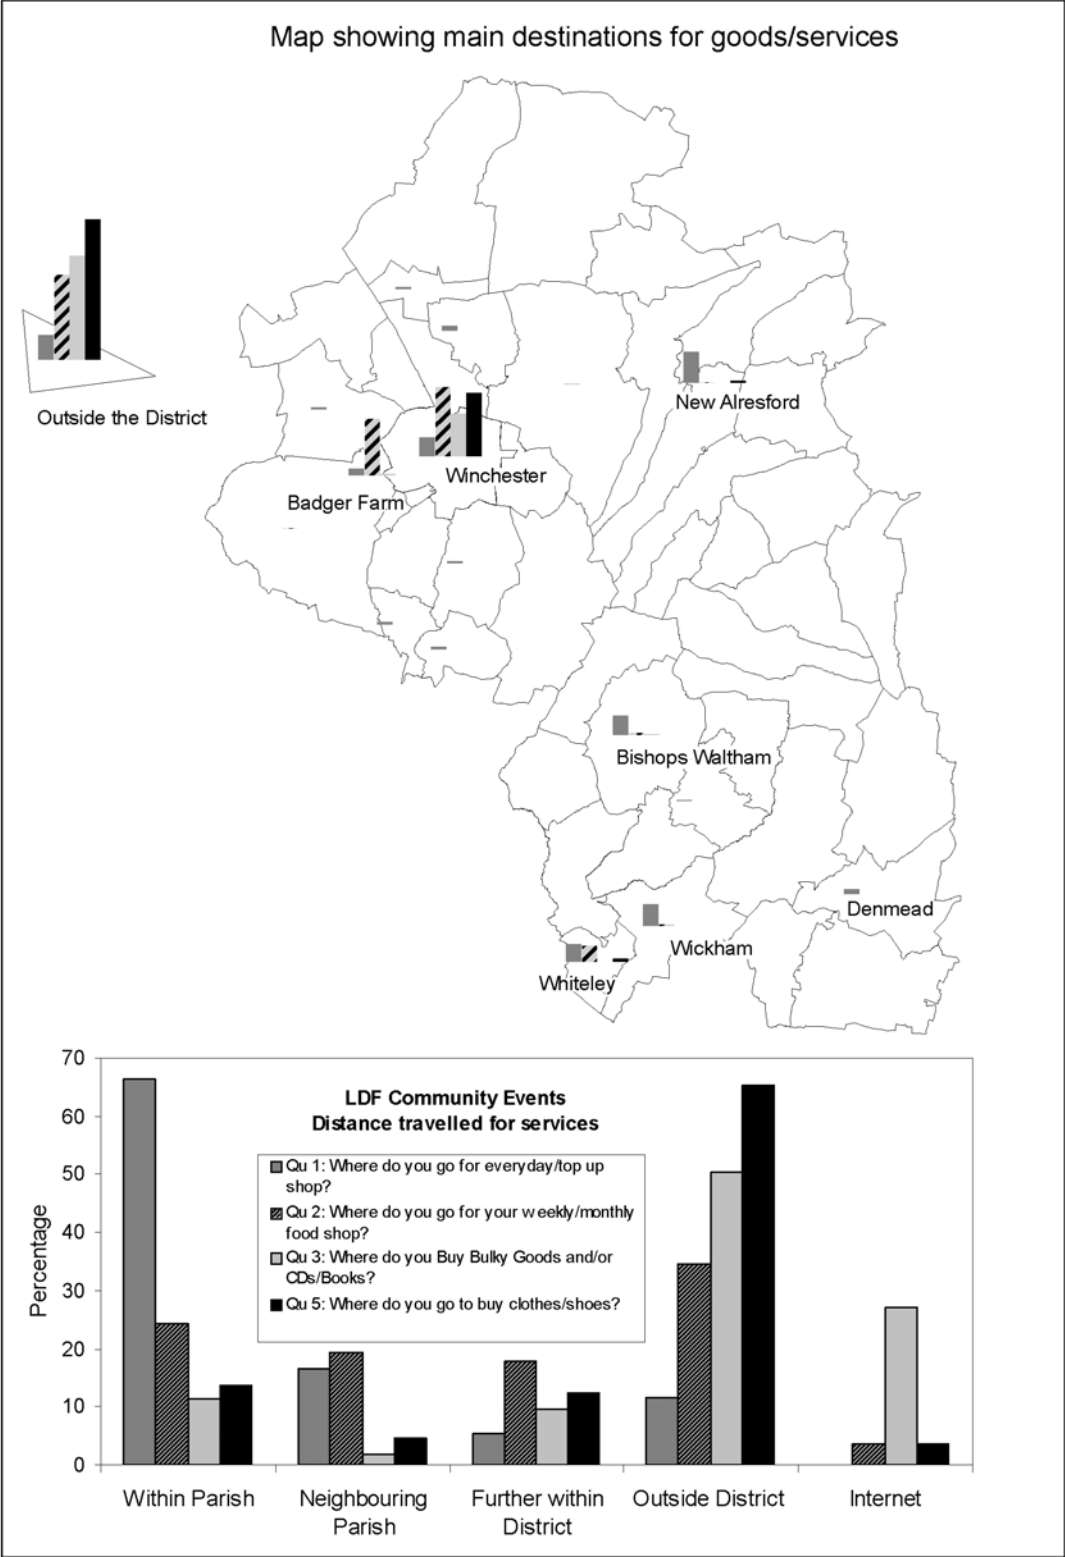 Map showing main destinations for goods/services
Outside the District
New Alresford
Winchester
Badger Farm
Bishops Waltham
Denmead
Wickham
Whiteley
LDF Community Events
Distance travelled for services
Qu 1: Where do you go for everyday/top up
shop?
Qu 2: Where do you go for your weekly/monthly
food shop?
Qu 3: Where do you Buy Bulky Goods and/or
CDs/Books?
Qu 5: Where do you go to buy clothes/shoes?
Percentage
70
60
50
40
30
20
10
0
Within Parish
Neighbouring
Parish
Further within
District
Outside District
Internet